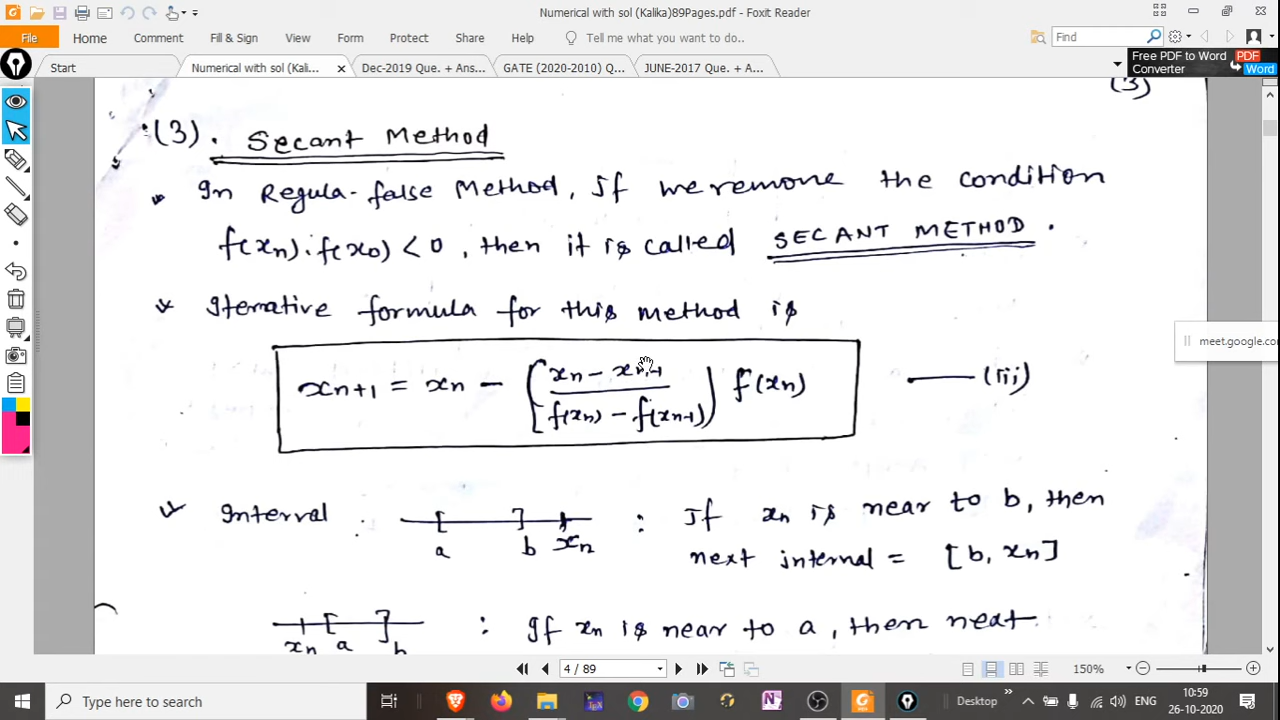 Numerical with sol (Kalika)89Pages.pdf - Foxit Reader
File Home Comment Fill & Sign View Form Protect Share Help Tell me what you want to do.. Find
Start Numerical with sol (Kali... Dec-2019 Que. + Ans... GATE (2020-2010) Q... JUNE-2017 Que. + A...
Free PDF to Word Converter
PDF
Word
(3)
(3). Secant Method
In Regula-false Method, if we remone the condition
f(xn).f(x0) < 0, then it is called SECANT METHOD.
Iterative formula for this method is
xn+1 = xn - [(xn - xn-1) / (f(xn) - f(xn-1))] f(xn) —— (iii)
Interval : a b xn : If xn is near to b, then
next internal = [b, xn]
xn a b : If xn is near to a, then next
meet.google.co
4 / 89
150%
Type here to search
Desktop
ENG
10:59
26-10-2020